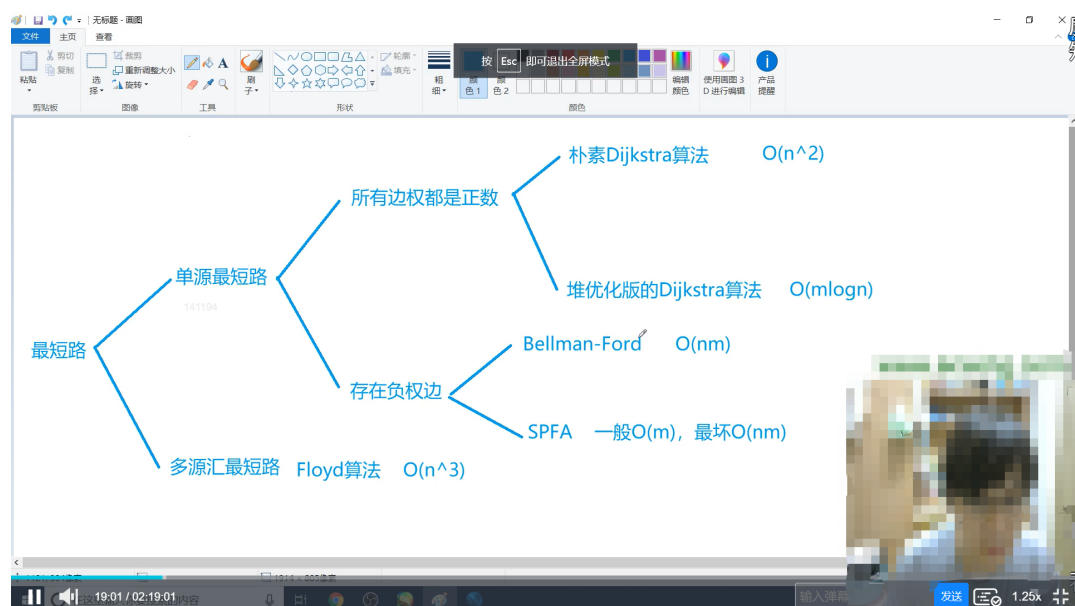 无标题 - 画图
文件 主页 查看
按 Esc 即可退出全屏模式
粘贴
剪切
复制
选择
裁剪
重新调整大小
旋转
A
刷子
轮廓
填充
粗细
颜色 1
颜色 2
编辑颜色
使用画图 3D 进行编辑
产品提醒
剪贴板 图像 工具 形状 颜色
朴素Dijkstra算法 O(n^2)
所有边权都是正数
单源最短路
141194
堆优化版的Dijkstra算法 O(mlogn)
最短路
Bellman-Ford O(nm)
存在负权边
SPFA 一般O(m)，最坏O(nm)
多源汇最短路 Floyd算法 O(n^3)
19:01 / 02:19:01
发送
1.25x